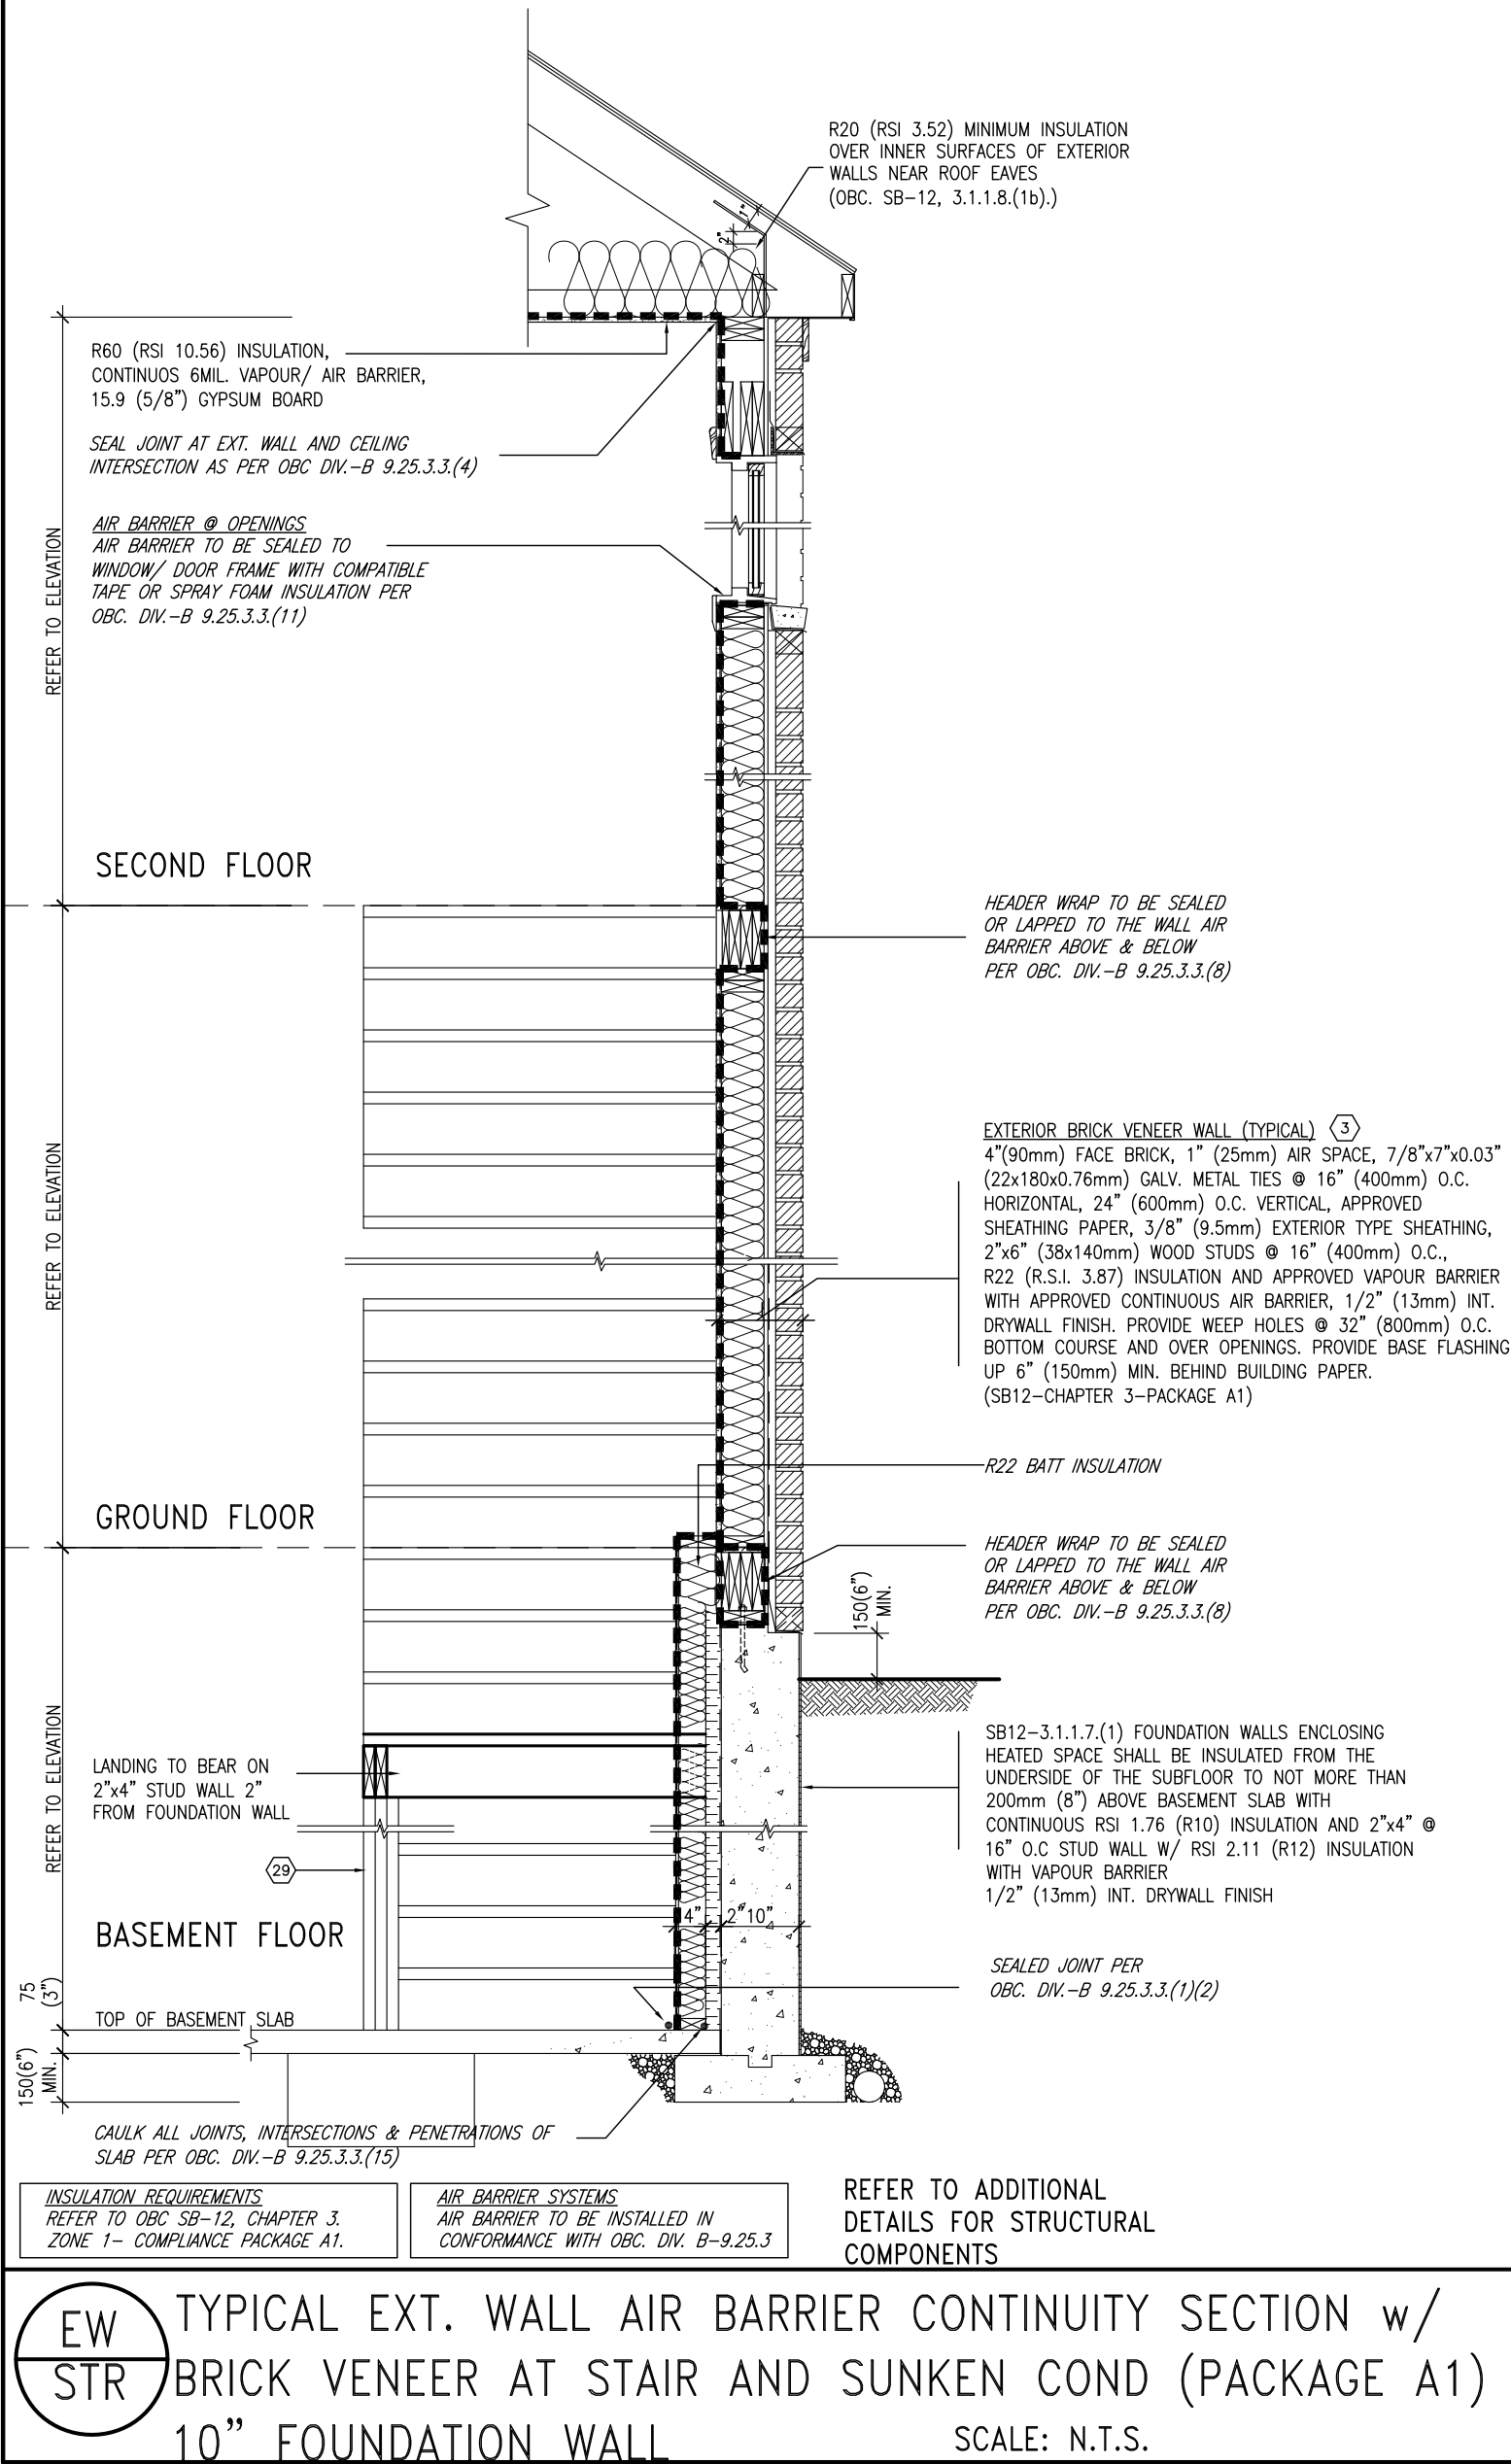 R20 (RSI 3.52) MINIMUM INSULATION
OVER INNER SURFACES OF EXTERIOR
WALLS NEAR ROOF EAVES
(OBC. SB-12, 3.1.1.8.(1b).)
1"
2"
R60 (RSI 10.56) INSULATION,
CONTINUOS 6MIL. VAPOUR/ AIR BARRIER,
15.9 (5/8") GYPSUM BOARD
SEAL JOINT AT EXT. WALL AND CEILING
INTERSECTION AS PER OBC DIV.-B 9.25.3.3.(4)
AIR BARRIER @ OPENINGS
AIR BARRIER TO BE SEALED TO
WINDOW/ DOOR FRAME WITH COMPATIBLE
TAPE OR SPRAY FOAM INSULATION PER
OBC. DIV.-B 9.25.3.3.(11)
REFER TO ELEVATION
SECOND FLOOR
HEADER WRAP TO BE SEALED
OR LAPPED TO THE WALL AIR
BARRIER ABOVE & BELOW
PER OBC. DIV.-B 9.25.3.3.(8)
REFER TO ELEVATION
EXTERIOR BRICK VENEER WALL (TYPICAL) 3
4"(90mm) FACE BRICK, 1" (25mm) AIR SPACE, 7/8"x7"x0.03"
(22x180x0.76mm) GALV. METAL TIES @ 16" (400mm) O.C.
HORIZONTAL, 24" (600mm) O.C. VERTICAL, APPROVED
SHEATHING PAPER, 3/8" (9.5mm) EXTERIOR TYPE SHEATHING,
2"x6" (38x140mm) WOOD STUDS @ 16" (400mm) O.C.,
R22 (R.S.I. 3.87) INSULATION AND APPROVED VAPOUR BARRIER
WITH APPROVED CONTINUOUS AIR BARRIER, 1/2" (13mm) INT.
DRYWALL FINISH. PROVIDE WEEP HOLES @ 32" (800mm) O.C.
BOTTOM COURSE AND OVER OPENINGS. PROVIDE BASE FLASHING
UP 6" (150mm) MIN. BEHIND BUILDING PAPER.
(SB12-CHAPTER 3-PACKAGE A1)
R22 BATT INSULATION
GROUND FLOOR
HEADER WRAP TO BE SEALED
OR LAPPED TO THE WALL AIR
BARRIER ABOVE & BELOW
PER OBC. DIV.-B 9.25.3.3.(8)
150(6")
MIN.
REFER TO ELEVATION
LANDING TO BEAR ON
2"x4" STUD WALL 2"
FROM FOUNDATION WALL
29
SB12-3.1.1.7.(1) FOUNDATION WALLS ENCLOSING
HEATED SPACE SHALL BE INSULATED FROM THE
UNDERSIDE OF THE SUBFLOOR TO NOT MORE THAN
200mm (8") ABOVE BASEMENT SLAB WITH
CONTINUOUS RSI 1.76 (R10) INSULATION AND 2"x4" @
16" O.C STUD WALL W/ RSI 2.11 (R12) INSULATION
WITH VAPOUR BARRIER
1/2" (13mm) INT. DRYWALL FINISH
4" 2" 10"
BASEMENT FLOOR
SEALED JOINT PER
OBC. DIV.-B 9.25.3.3.(1)(2)
75
(3")
TOP OF BASEMENT SLAB
150(6")
MIN.
CAULK ALL JOINTS, INTERSECTIONS & PENETRATIONS OF
SLAB PER OBC. DIV.-B 9.25.3.3.(15)
INSULATION REQUIREMENTS
REFER TO OBC SB-12, CHAPTER 3.
ZONE 1- COMPLIANCE PACKAGE A1.
AIR BARRIER SYSTEMS
AIR BARRIER TO BE INSTALLED IN
CONFORMANCE WITH OBC. DIV. B-9.25.3
REFER TO ADDITIONAL
DETAILS FOR STRUCTURAL
COMPONENTS
EW
STR
TYPICAL EXT. WALL AIR BARRIER CONTINUITY SECTION w/
BRICK VENEER AT STAIR AND SUNKEN COND (PACKAGE A1)
10" FOUNDATION WALL
SCALE: N.T.S.